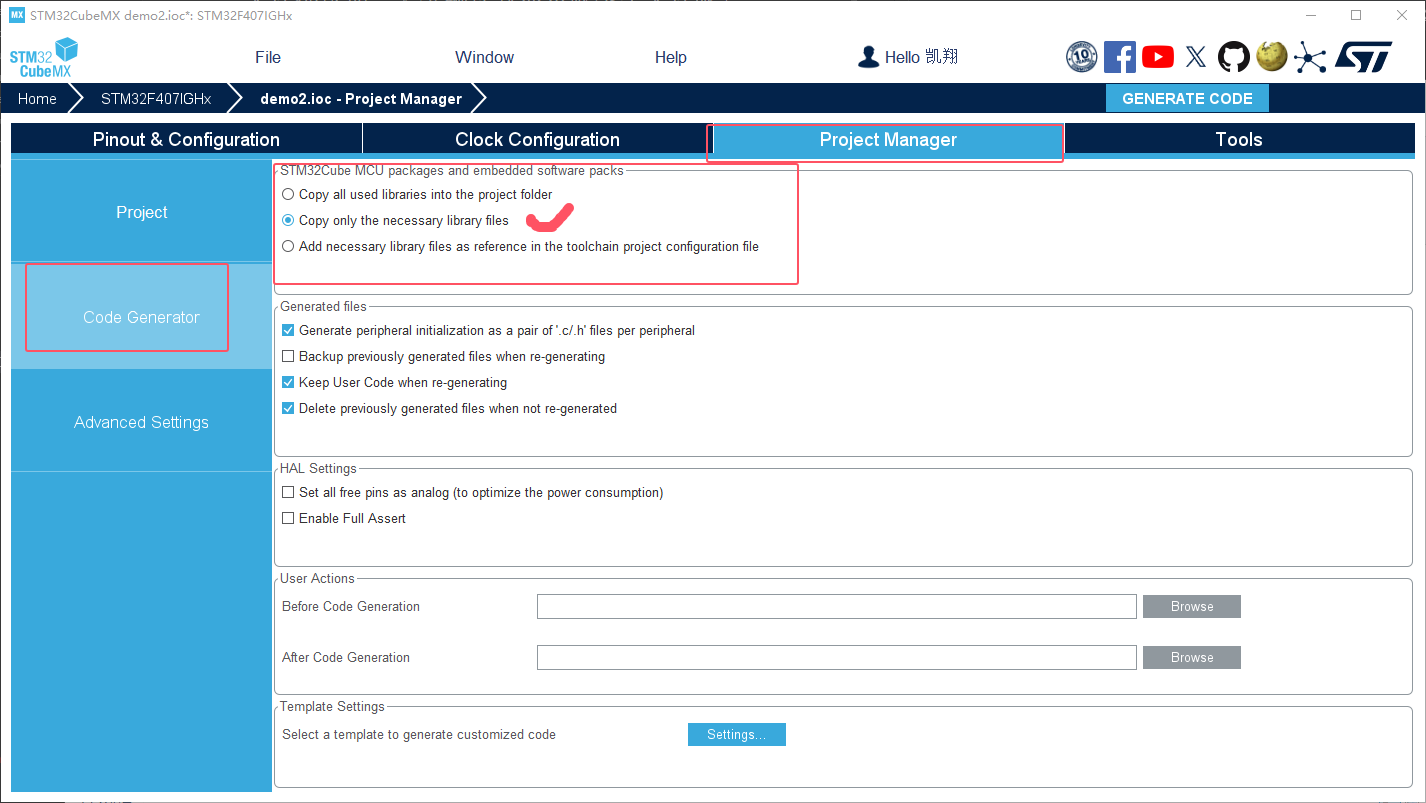 MX STM32CubeMX demo2.ioc*: STM32F407IGHx
STM32
CubeMX
File
Window
Help
Hello 凯翔
10
ST
Home
STM32F407IGHx
demo2.ioc - Project Manager
GENERATE CODE
Pinout & Configuration
Clock Configuration
Project Manager
Tools
Project
Code Generator
Advanced Settings
STM32Cube MCU packages and embedded software packs
Copy all used libraries into the project folder
Copy only the necessary library files
Add necessary library files as reference in the toolchain project configuration file
Generated files
Generate peripheral initialization as a pair of '.c/.h' files per peripheral
Backup previously generated files when re-generating
Keep User Code when re-generating
Delete previously generated files when not re-generated
HAL Settings
Set all free pins as analog (to optimize the power consumption)
Enable Full Assert
User Actions
Before Code Generation
Browse
After Code Generation
Browse
Template Settings
Select a template to generate customized code
Settings...